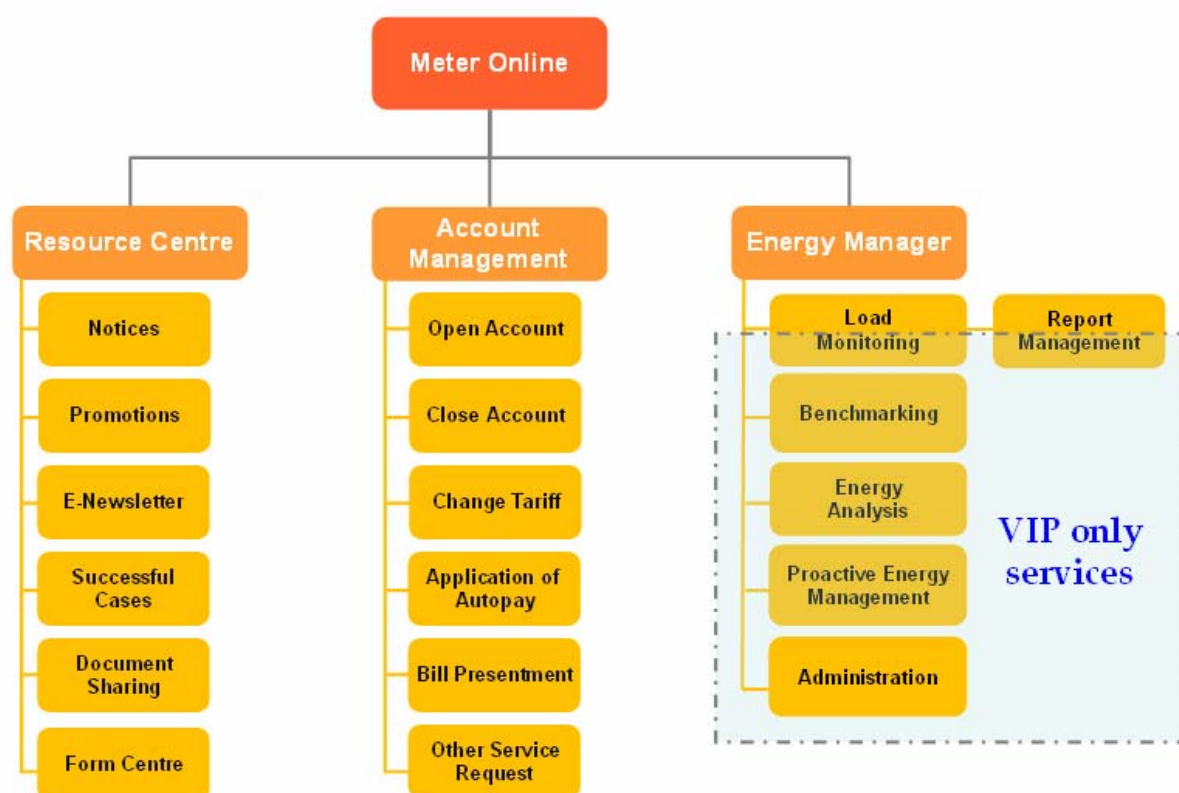 Meter Online
Resource Centre
Account
Management
Energy Manager
Notices
Promotions
E-Newsletter
Successful
Cases
Document
Sharing
Form Centre
Open Account
Close Account
Change Tariff
Application of
Autopay
Bill Presentment
Other Service
Request
Load
Monitoring
Report
Management
Benchmarking
Energy
Analysis
Proactive Energy
Management
Administration
VIP only
services